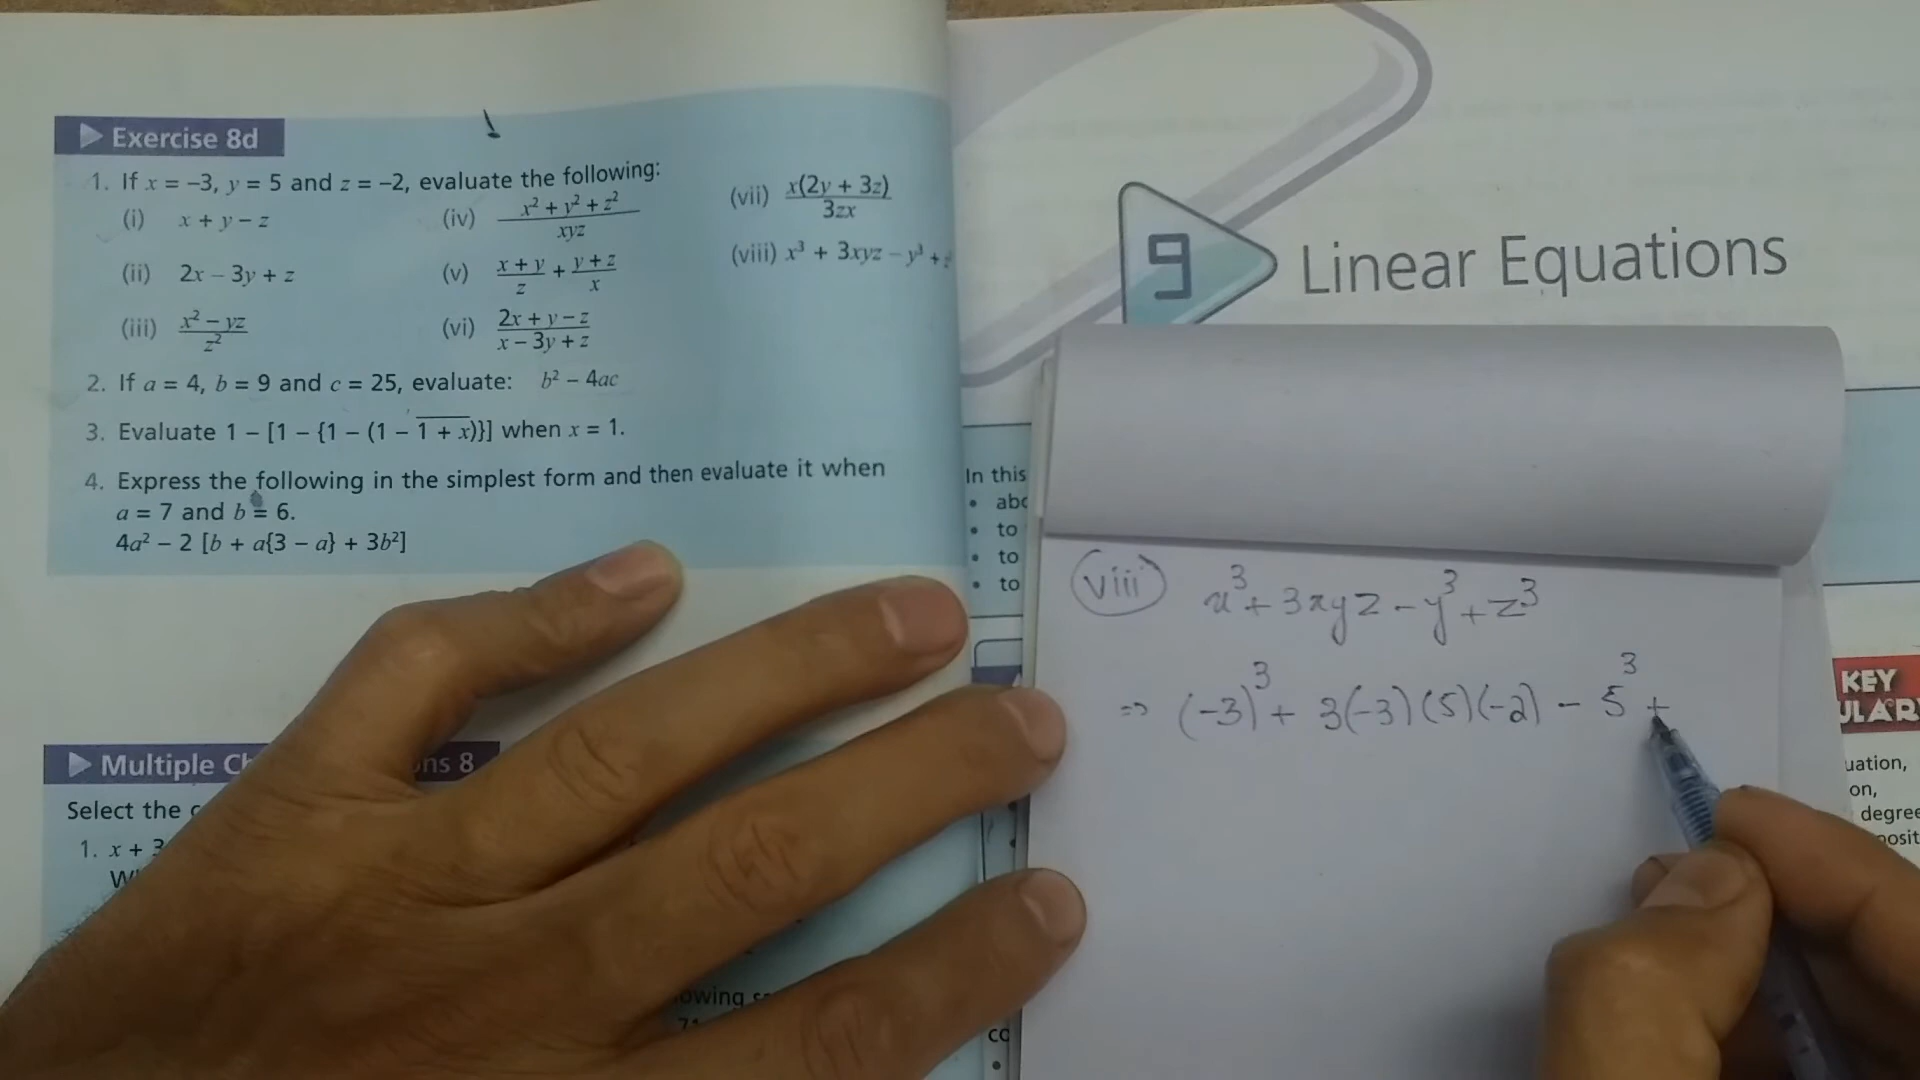 Exercise 8d
1. If x = –3, y = 5 and z = –2, evaluate the following:
(i) x + y – z
(ii) 2x – 3y + z
(iii) x² – yz / z²
(iv) x² + y² + z² / xyz
(v) x + y / z + y + z / x
(vi) 2x + y – z / x – 3y + z
(vii) x(2y + 3z) / 3zx
(viii) x³ + 3xyz – y³ +
2. If a = 4, b = 9 and c = 25, evaluate: b² – 4ac
3. Evaluate 1 – [1 – {1 – (1 – 1 + x)}] when x = 1.
4. Express the following in the simplest form and then evaluate it when
a = 7 and b = 6.
4a² – 2 [b + a{3 – a} + 3b²]
Multiple ns 8
Select the
1. x + 3
owing
71
9 Linear Equations
In this
• abo
• to
• to
• to
co
viii x³ + 3xyz – y³ + z³
⇒ (–3)³ + 3(–3)(5)(–2) – 5³ +
KEY
ULAR
uation,
on,
degree
posit